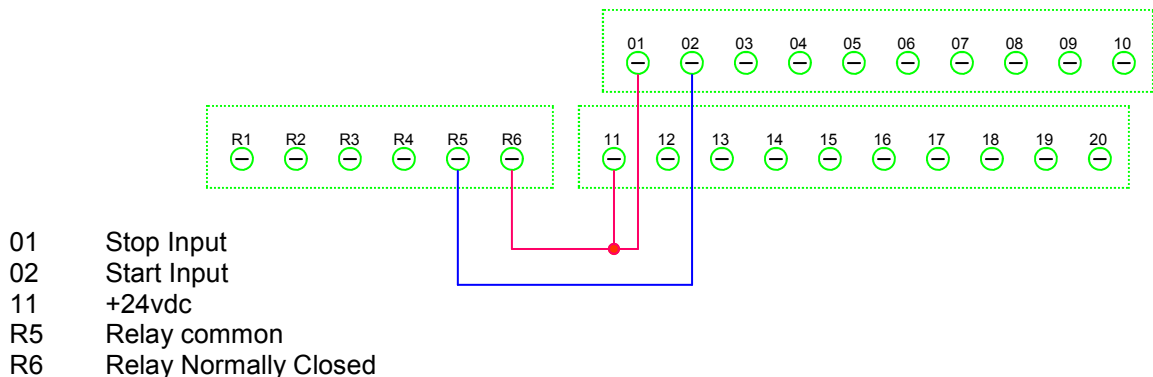 01 02 03 04 05 06 07 08 09 10
R1 R2 R3 R4 R5 R6 11 12 13 14 15 16 17 18 19 20
01 Stop Input
02 Start Input
11 +24vdc
R5 Relay common
R6 Relay Normally Closed